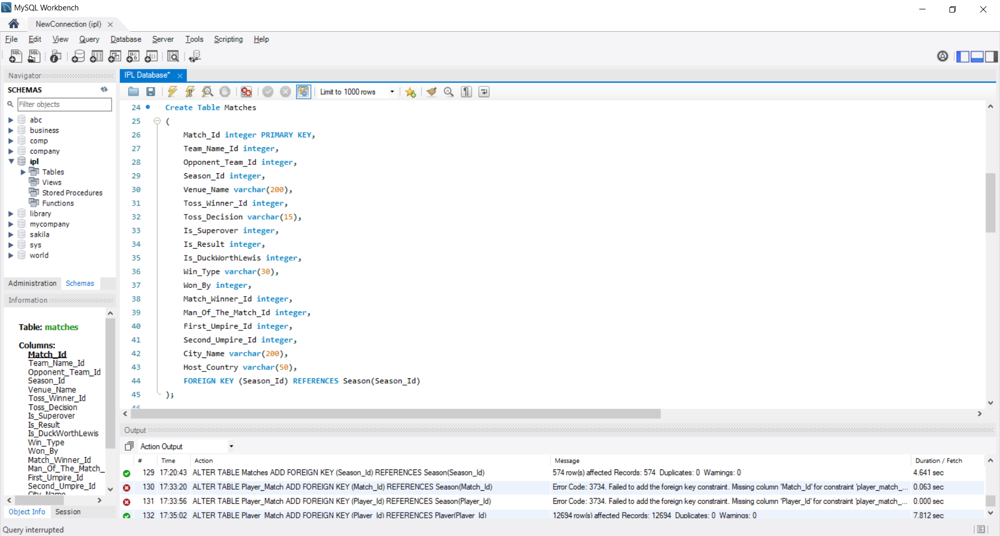 MySQL Workbench
NewConnection (ipl)
File Edit View Query Database Server Tools Scripting Help
Navigator
SCHEMAS
Filter objects
abc
business
comp
company
ipl
Tables
Views
Stored Procedures
Functions
library
mycompany
sakila
sys
world
Administration Schemas
Information
Table: matches
Columns:
Match_Id
Team_Name_Id
Opponent_Team_Id
Season_Id
Venue_Name
Toss_Winner_Id
Toss_Decision
Is_Superover
Is_Result
Is_DuckWorthLewis
Win_Type
Won_By
Match_Winner_Id
Man_Of_The_Match_
First_Umpire_Id
Second_Umpire_Id
City_Name
Object Info Session
IPL Database*
Limit to 1000 rows
24 Create Table Matches
25 (
26 Match_Id integer PRIMARY KEY,
27 Team_Name_Id integer,
28 Opponent_Team_Id integer,
29 Season_Id integer,
30 Venue_Name varchar(200),
31 Toss_Winner_Id integer,
32 Toss_Decision varchar(15),
33 Is_Superover integer,
34 Is_Result integer,
35 Is_DuckWorthLewis integer,
36 Win_Type varchar(30),
37 Won_By integer,
38 Match_Winner_Id integer,
39 Man_Of_The_Match_Id integer,
40 First_Umpire_Id integer,
41 Second_Umpire_Id integer,
42 City_Name varchar(200),
43 Host_Country varchar(50),
44 FOREIGN KEY (Season_Id) REFERENCES Season(Season_Id)
45 );
46
Output
Action Output
# Time Action Message Duration / Fetch
129 17:20:43 ALTER TABLE Matches ADD FOREIGN KEY (Season_Id) REFERENCES Season(Season_Id) 574 row(s) affected Records: 574 Duplicates: 0 Warnings: 0 4.641 sec
130 17:33:20 ALTER TABLE Player_Match ADD FOREIGN KEY (Match_Id) REFERENCES Season(Match_Id) Error Code: 3734. Failed to add the foreign key constraint. Missing column 'Match_Id' for constraint 'player_match_... 0.063 sec
131 17:33:56 ALTER TABLE Player_Match ADD FOREIGN KEY (Player_Id) REFERENCES Season(Player_Id) Error Code: 3734. Failed to add the foreign key constraint. Missing column 'Player_Id' for constraint 'player_match_... 0.000 sec
132 17:35:02 ALTER TABLE Player_Match ADD FOREIGN KEY (Player_Id) REFERENCES Player(Player_Id) 12694 row(s) affected Records: 12694 Duplicates: 0 Warnings: 0 7.812 sec
Query interrupted